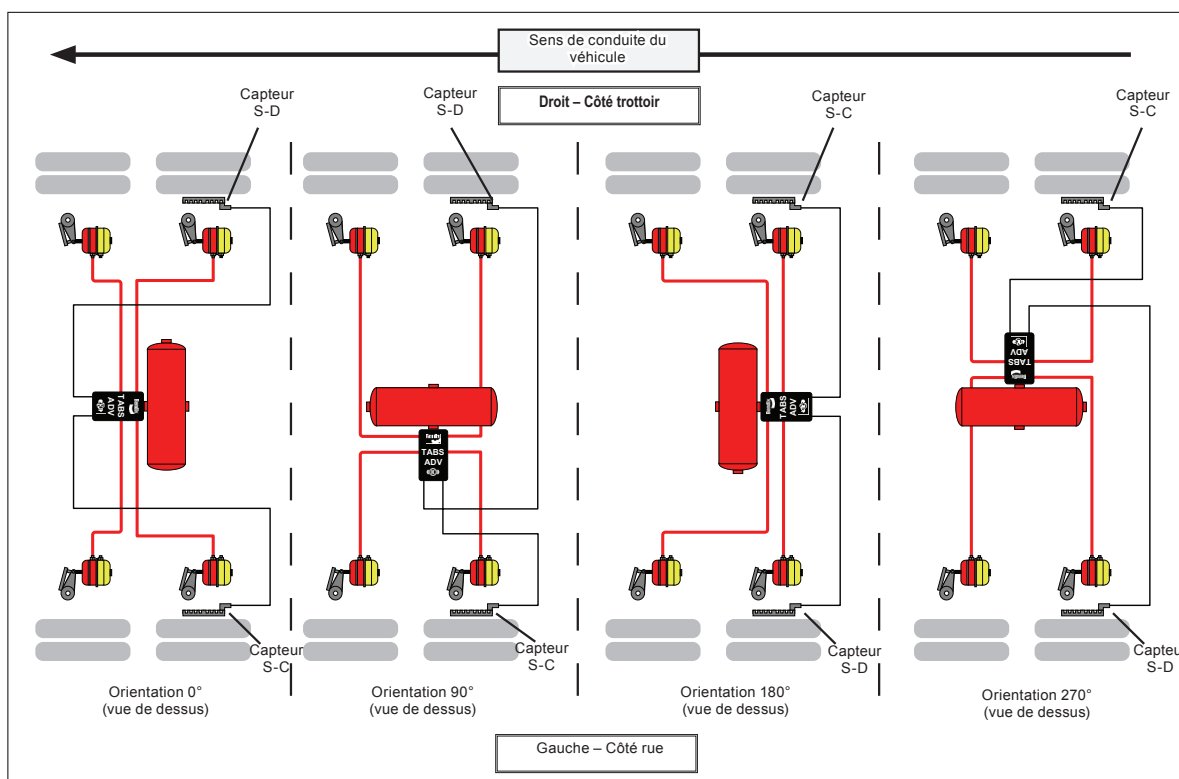 Sens de conduite du
véhicule
Droit – Côté trottoir
Capteur
S-D
Capteur
S-D
Capteur
S-C
Capteur
S-C
TABS
ADV
TABS
ADV
TABS
ADV
TABS
ADV
Capteur
S-C
Capteur
S-C
Capteur
S-D
Capteur
S-D
Orientation 0°
(vue de dessus)
Orientation 90°
(vue de dessus)
Orientation 180°
(vue de dessus)
Orientation 270°
(vue de dessus)
Gauche – Côté rue